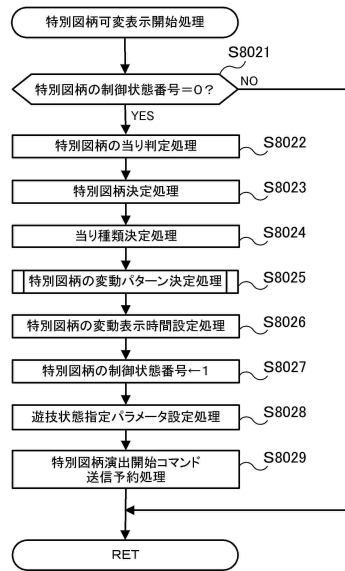 特別図柄可変表示開始処理
S8021
特別図柄の制御状態番号=0?
NO
YES
特別図柄の当り判定処理
S8022
特別図柄決定処理
S8023
当り種類決定処理
S8024
特別図柄の変動パターン決定処理
S8025
特別図柄の変動表示時間設定処理
S8026
特別図柄の制御状態番号←1
S8027
遊技状態指定パラメータ設定処理
S8028
特別図柄演出開始コマンド
送信予約処理
S8029
RET